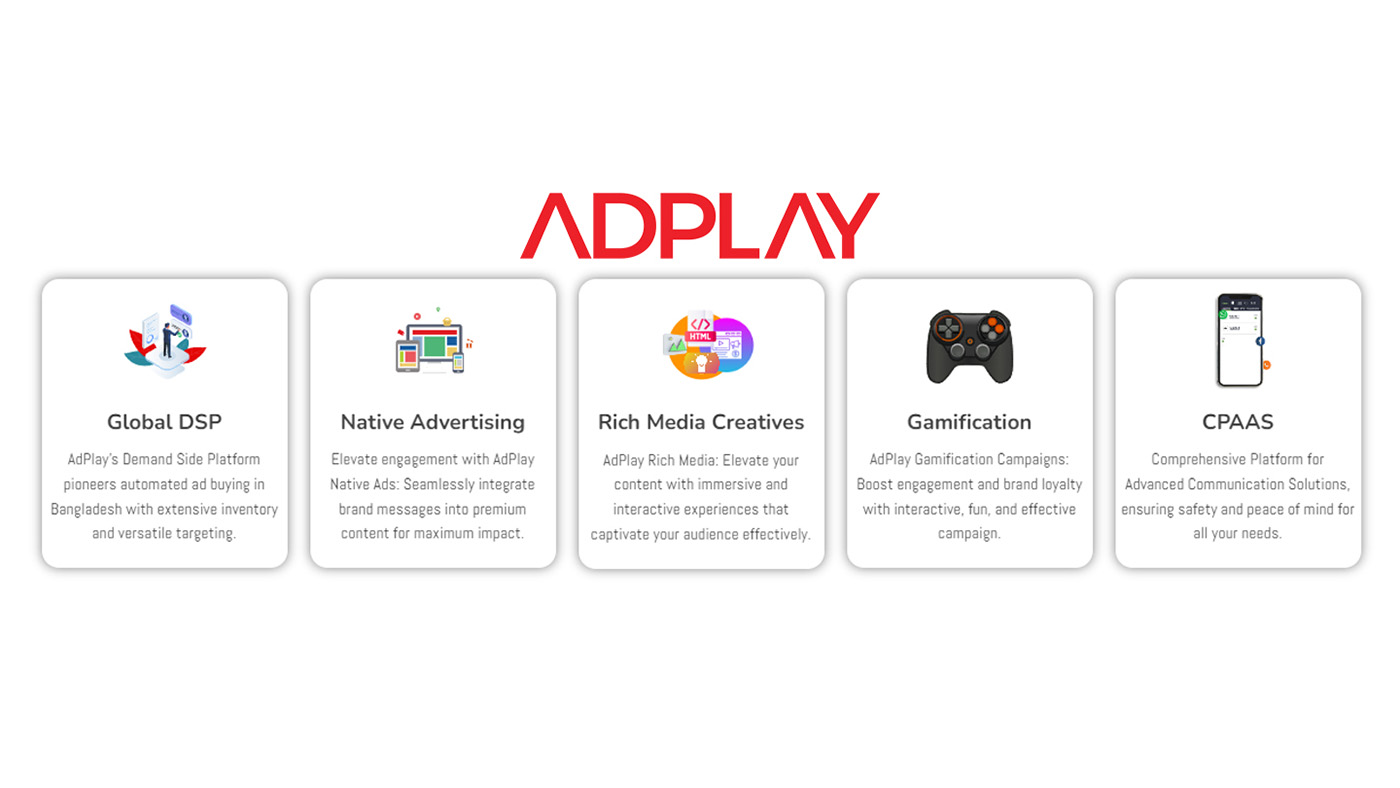 ADPLAY
HTML
Global DSP
AdPlay's Demand Side Platform
pioneers automated ad buying in
Bangladesh with extensive inventory
and versatile targeting.
Native Advertising
Elevate engagement with AdPlay
Native Ads: Seamlessly integrate
brand messages into premium
content for maximum impact.
Rich Media Creatives
AdPlay Rich Media: Elevate your
content with immersive and
interactive experiences that
captivate your audience effectively.
Gamification
AdPlay Gamification Campaigns:
Boost engagement and brand loyalty
with interactive, fun, and effective
campaign.
CPAAS
Comprehensive Platform for
Advanced Communication Solutions,
ensuring safety and peace of mind for
all your needs.